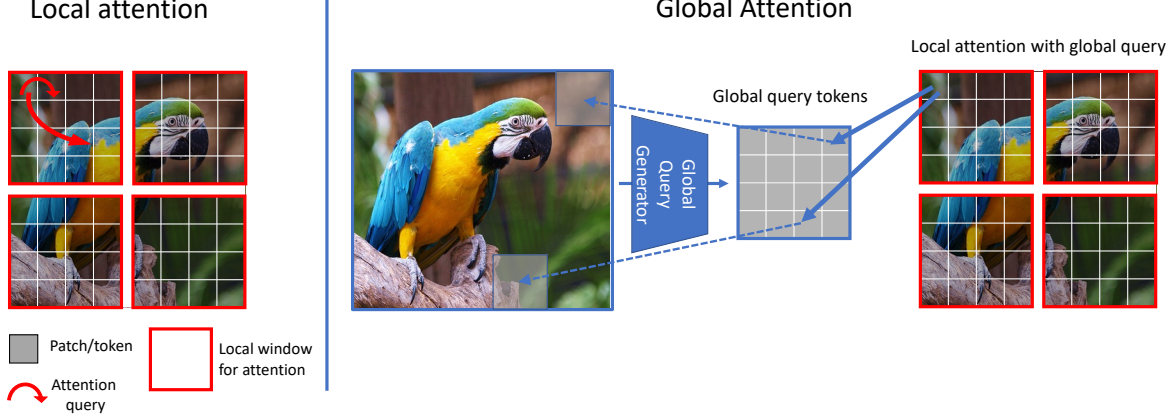 Local attention
Global Attention
Local attention with global query
Global query tokens
Global
Query
Generator
Patch/token
Local window
for attention
Attention
query